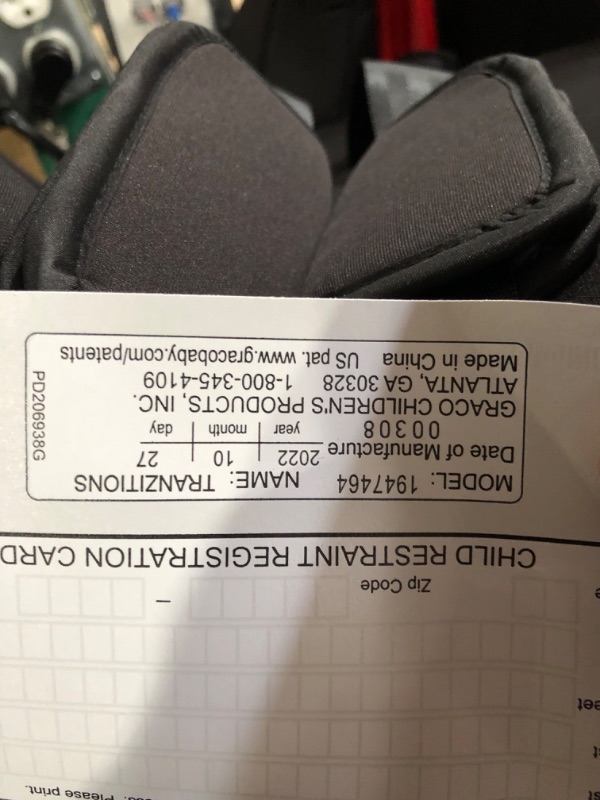 MODEL: 1947464 NAME: TRANZITIONS
Date of Manufacture 2022 | 10 | 27
00308 year | month | day
GRACO CHILDREN'S PRODUCTS, INC.
ATLANTA, GA 30328 1-800-345-4109
Made in China US pat. www.gracobaby.com/patents
PD206938G
CHILD RESTRAINT REGISTRATION CARD
Zip Code
–
Please print.